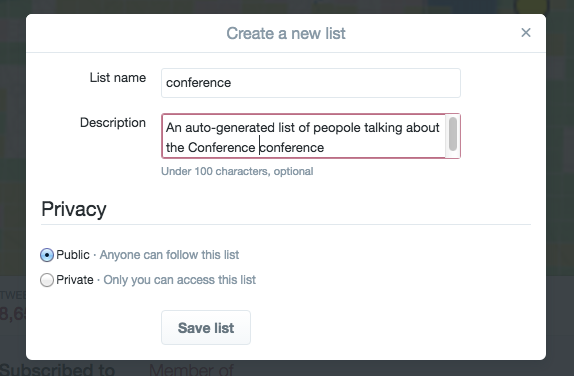 Create a new list ×
List name conference
Description An auto-generated list of peopole talking about
the Conference conference
Under 100 characters, optional
Privacy
Public · Anyone can follow this list
Private · Only you can access this list
TWE
8,6
Save list
Subscribed to Member of